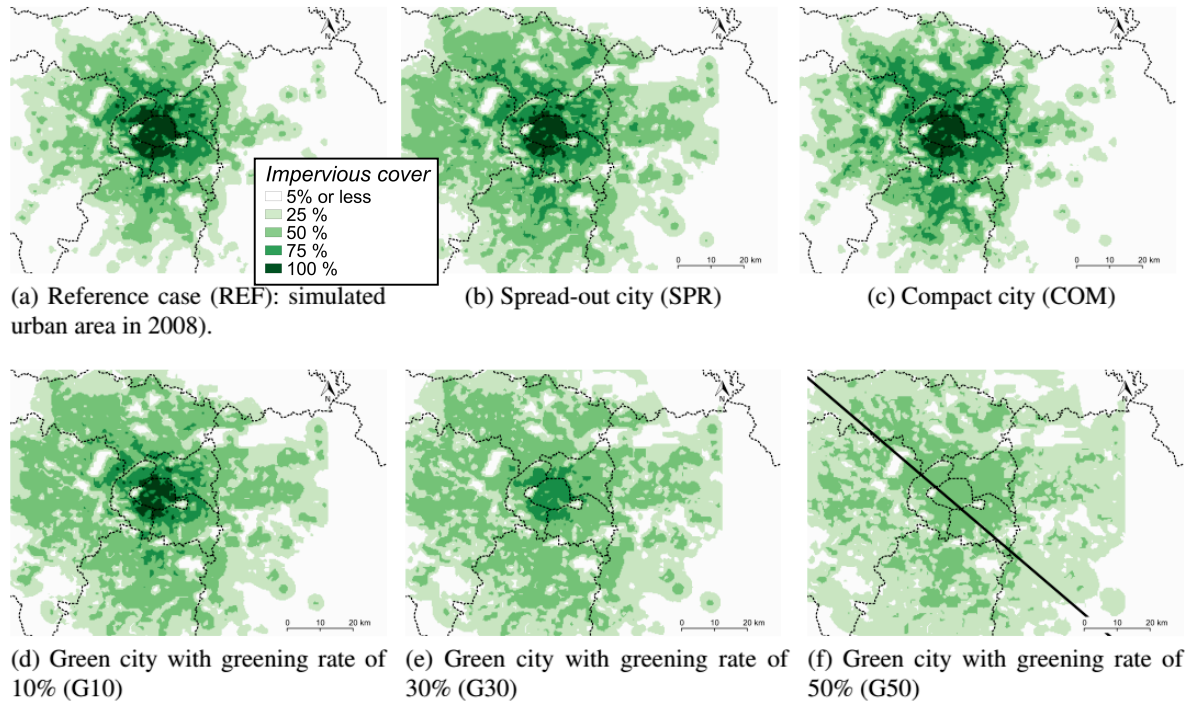 N
N
N
Impervious cover
5% or less
25 %
50 %
75 %
100 %
0 10 20 km
0 10 20 km
(a) Reference case (REF): simulated
urban area in 2008).
(b) Spread-out city (SPR)
(c) Compact city (COM)
N
N
N
0 10 20 km
0 10 20 km
0 10 20 km
(d) Green city with greening rate of
10% (G10)
(e) Green city with greening rate of
30% (G30)
(f) Green city with greening rate of
50% (G50)